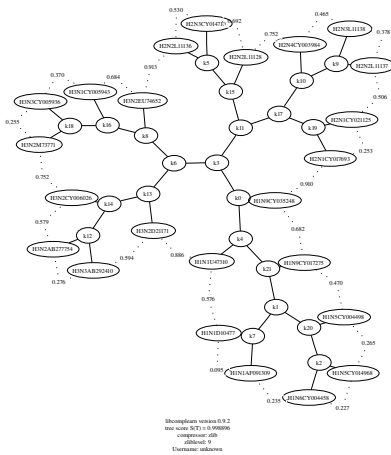 0.530
H2N3CY014713
0.692
H2N2L11136
H2N2L11128
0.752
H2N4CY003984
0.465
H2N3L11138
0.378
H2N2L11137
k5
k9
k10
0.913
k15
0.506
0.370
H3N1CY005943
0.684
H3N2EU74652
H3N3CY005936
k18
k16
k8
k11
k17
k19
H2N1CY021125
0.255
0.253
H3N2M73771
H2N1CY017693
k6
k3
0.752
0.980
k13
k0
H1N9CY035248
H3N2CY006026
k14
0.579
k12
H3N2D21171
k4
0.682
H3N2AB277754
0.594
0.886
H1N1U47310
k21
H1N9CY017275
H3N3AB292410
0.276
0.470
0.576
k1
H1N5CY004498
H1N1D10477
k7
k20
0.265
0.095
k2
H1N1AF091309
H1N5CY014968
0.235
H1N6CY004458
0.227
libcomplearn version 0.9.2
tree score S(T) = 0.998896
compressor: zlib
zliblevel: 9
Username: unknown